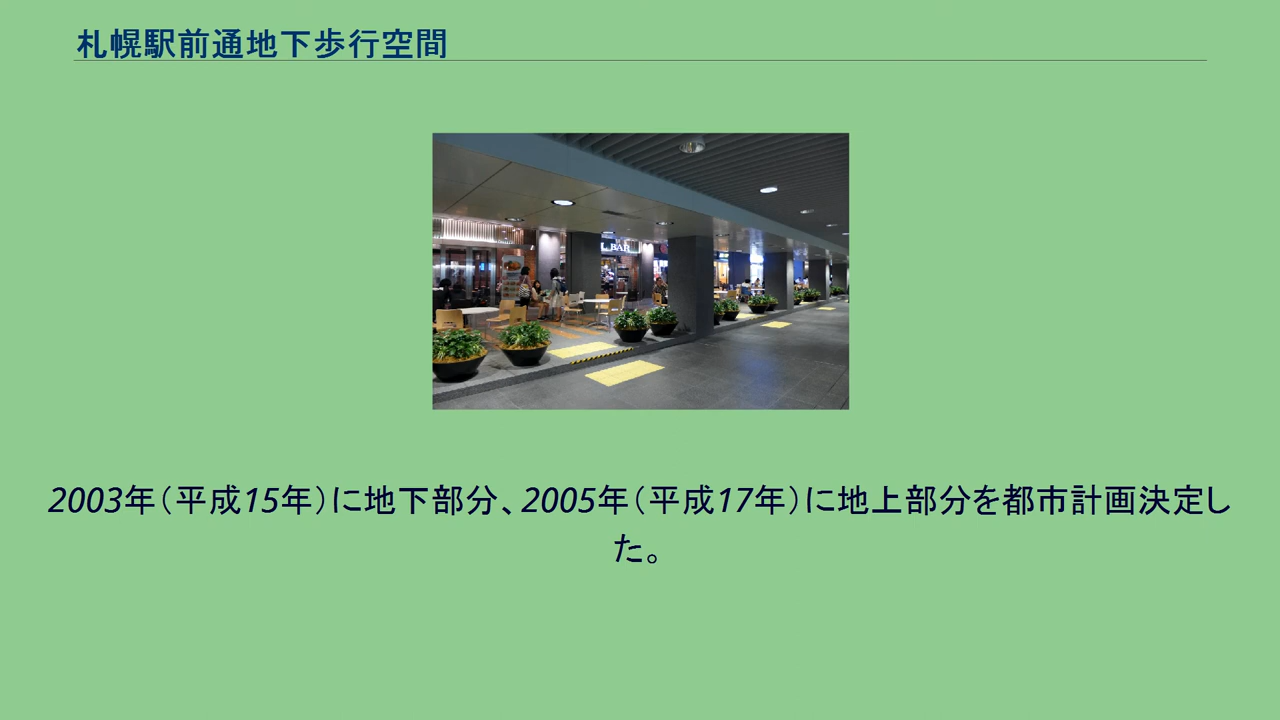 札幌駅前通地下歩行空間
BAR
2003年（平成15年）に地下部分、2005年（平成17年）に地上部分を都市計画決定し
た。